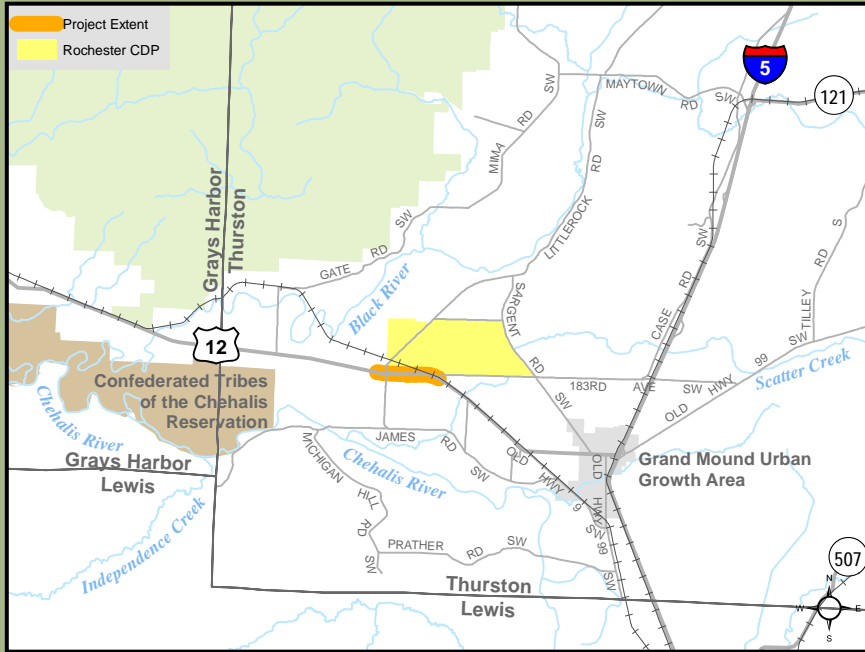 Project Extent
Rochester CDP
5
121
MAYTOWN
RD
SW
SW
RD
MIMA
SW
RD
LITTLEROCK
Grays Harbor
Thurston
GATE
RD
SW
Black River
SARGENT
RD
SW
CASE
RD
SW
TILLEY
RD
S
12
183RD
AVE
SW
OLD
HWY
99
SW
Scatter Creek
Confederated Tribes
of the Chehalis
Reservation
Chehalis River
Grays Harbor
Lewis
MICHIGAN
HILL
RD
SW
JAMES
RD
SW
Chehalis River
OLD
HWY
9
SW
OLD
HWY
99
SW
Grand Mound Urban
Growth Area
Independence Creek
PRATHER
RD
SW
Thurston
Lewis
507
N
W
E
S